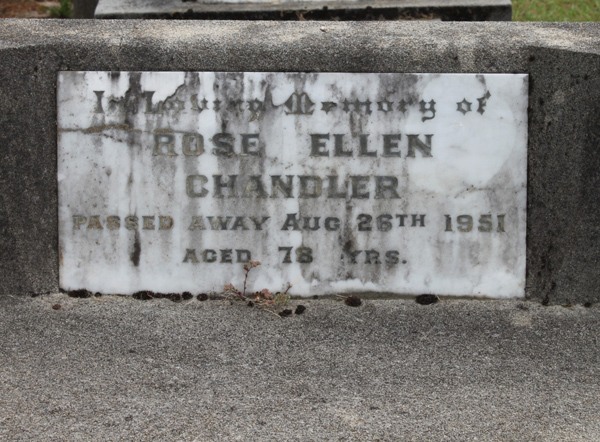 In Loving Memory of
ROSE ELLEN
CHANDLER
PASSED AWAY AUG 26TH 1951
AGED 78 YRS.